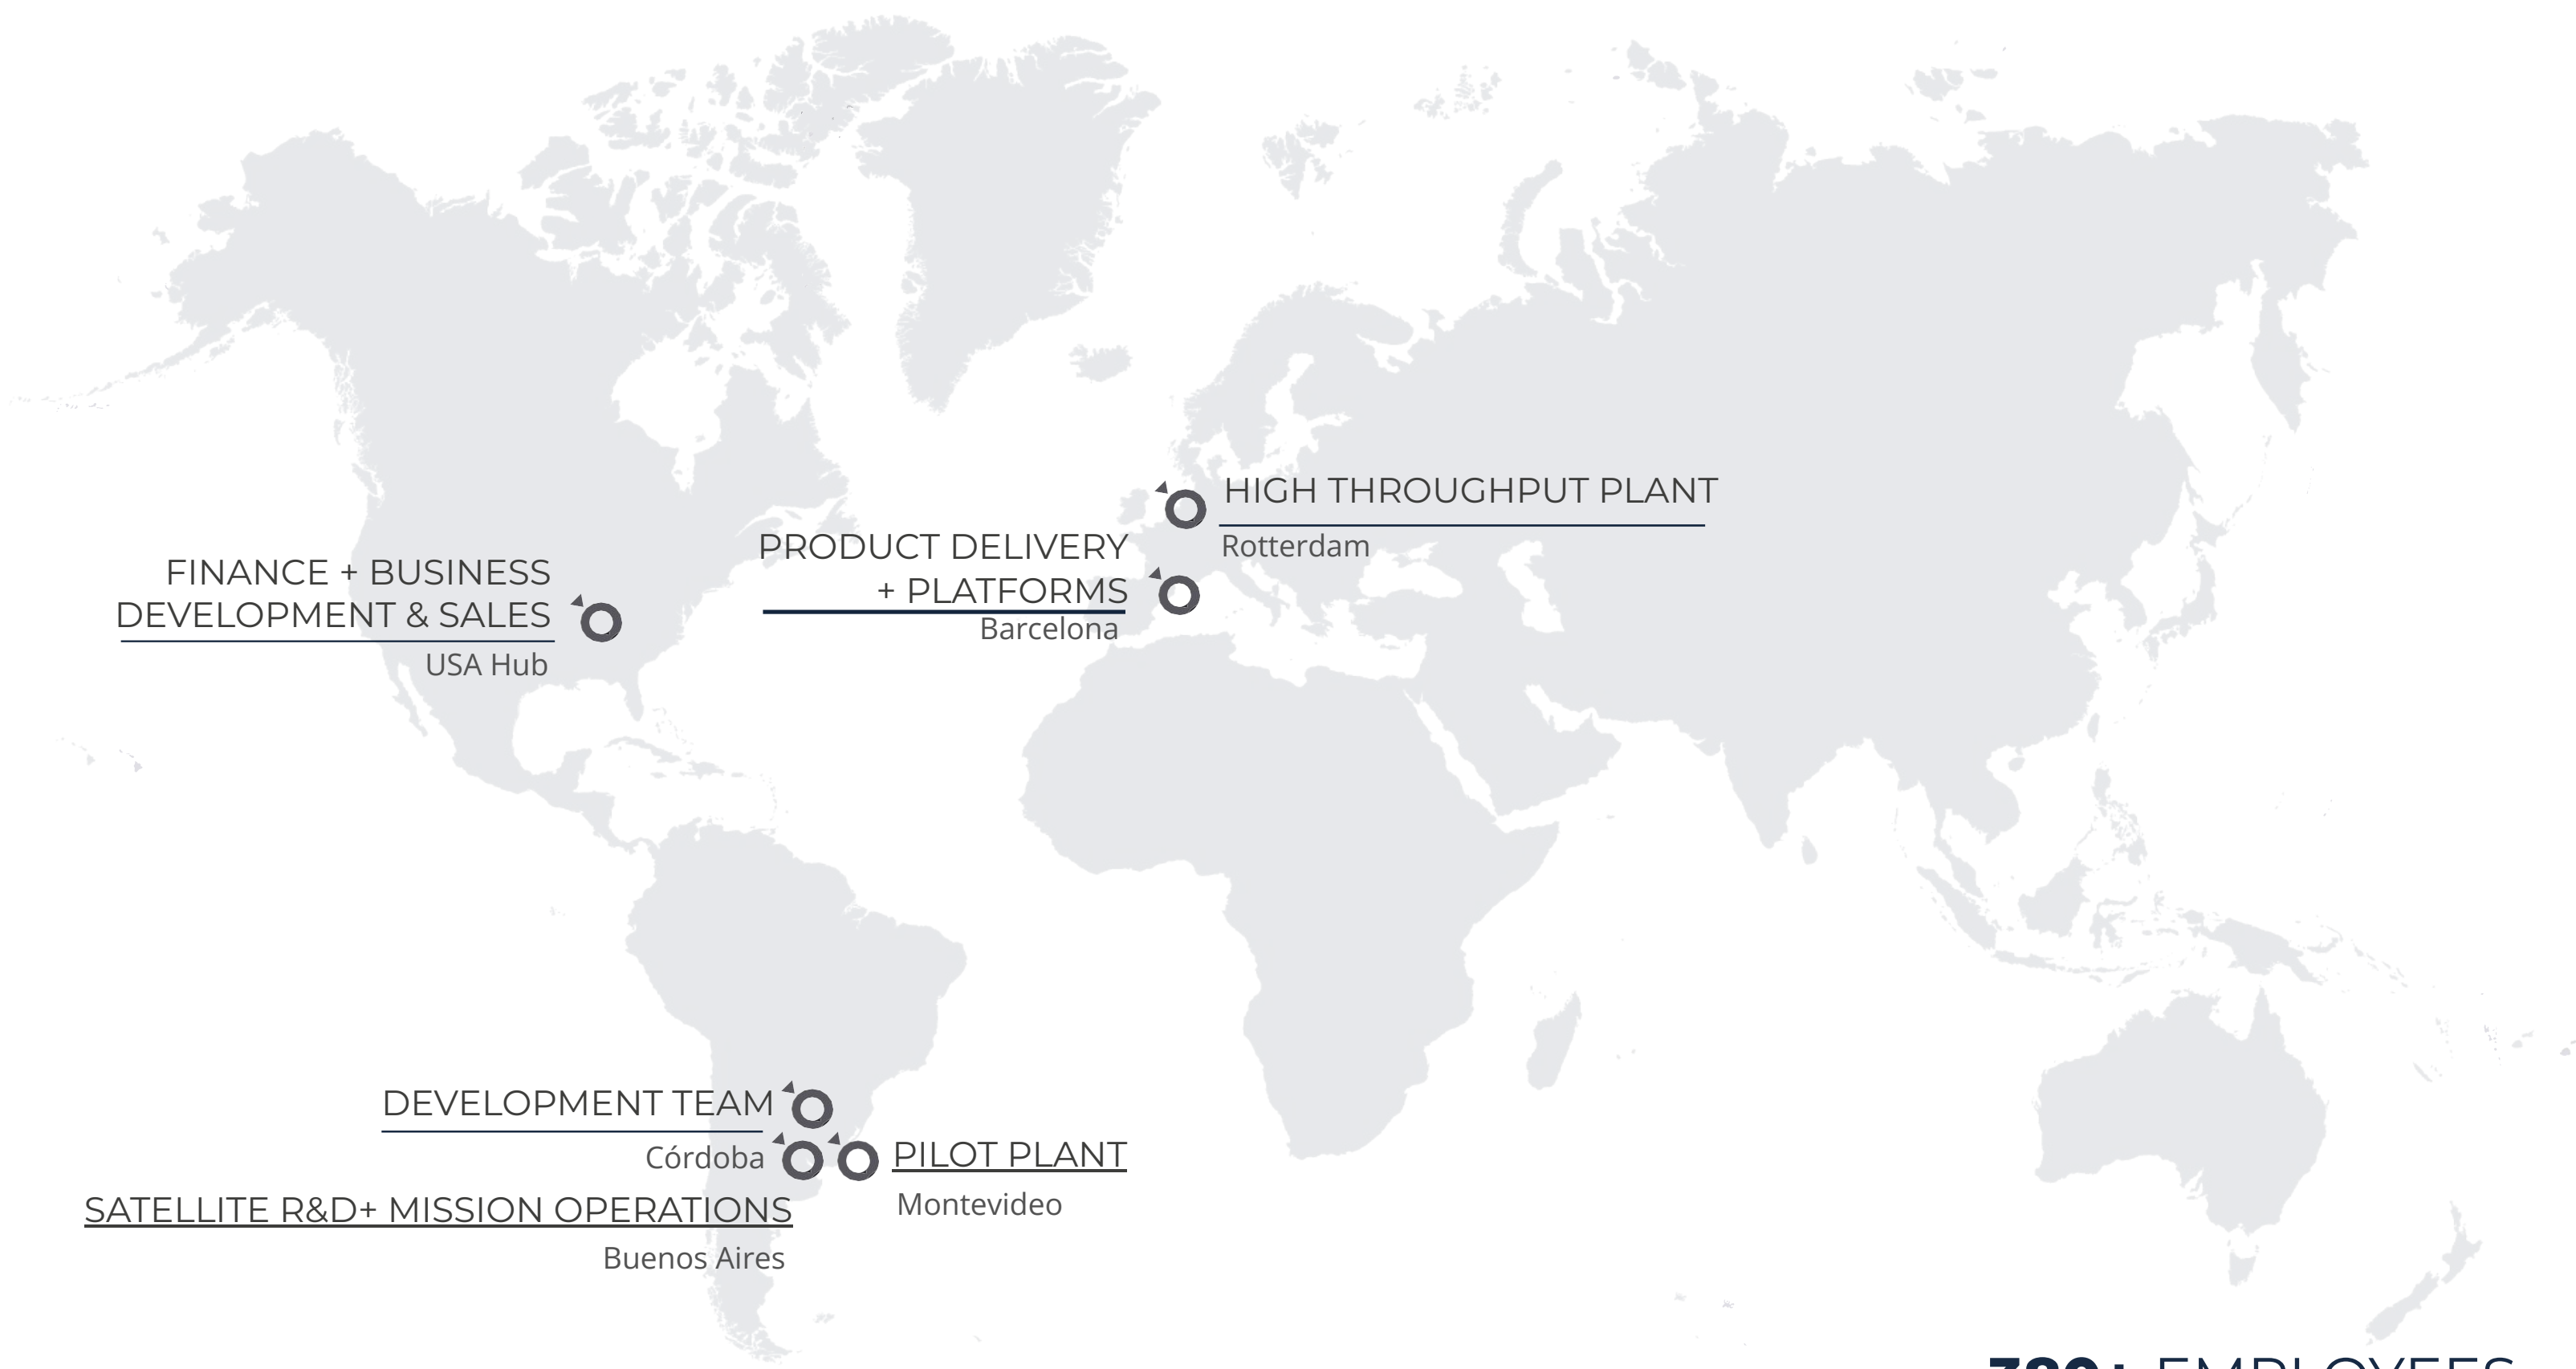 HIGH THROUGHPUT PLANT
Rotterdam
PRODUCT DELIVERY
+ PLATFORMS
Barcelona
FINANCE + BUSINESS
DEVELOPMENT & SALES
USA Hub
DEVELOPMENT TEAM
Córdoba
PILOT PLANT
Montevideo
SATELLITE R&D+ MISSION OPERATIONS
Buenos Aires
EMPLOYEES